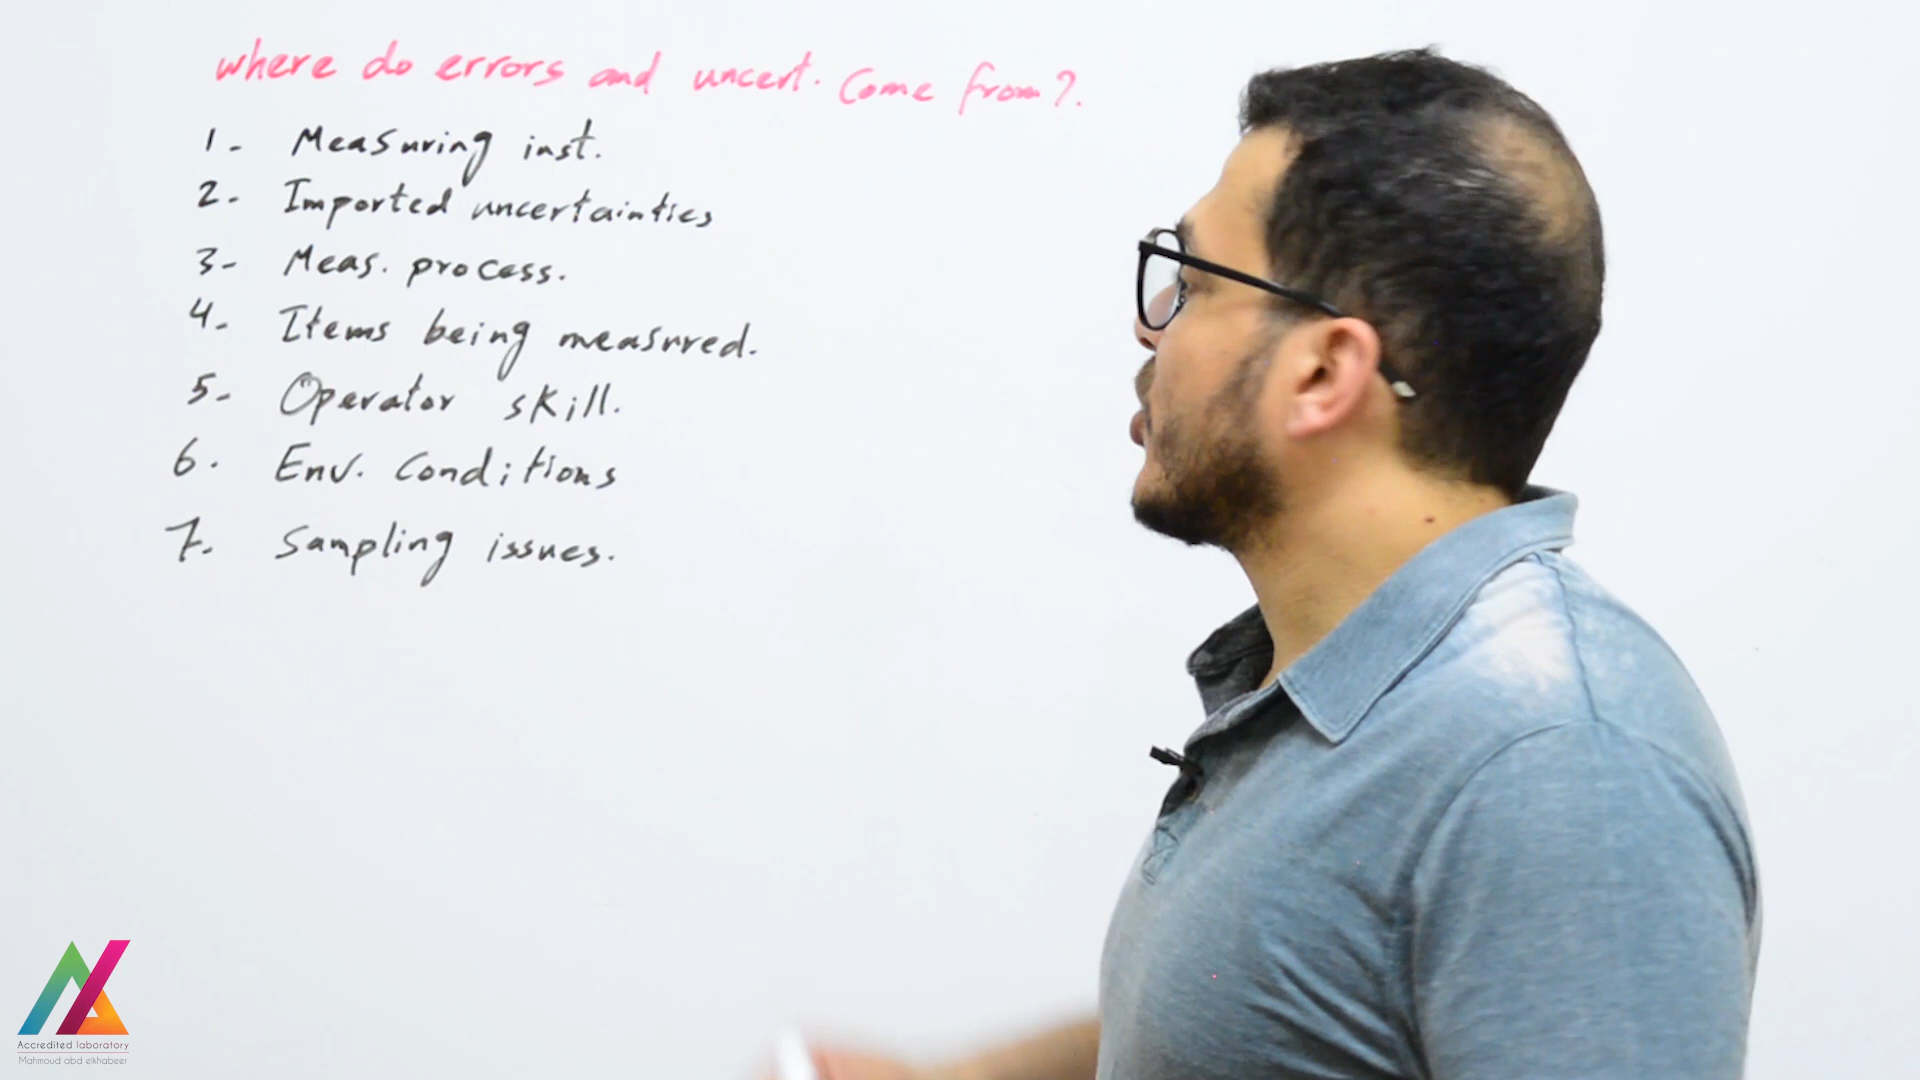 where do errors and uncert. Come from?.
1- Measuring inst.
2. Imported uncertainties
3- Meas. process.
4. Items being measured.
5- Operator skill.
6. Env. Conditions
7. Sampling issues.
Accredited laboratory
Mahmoud abd elkhabeer